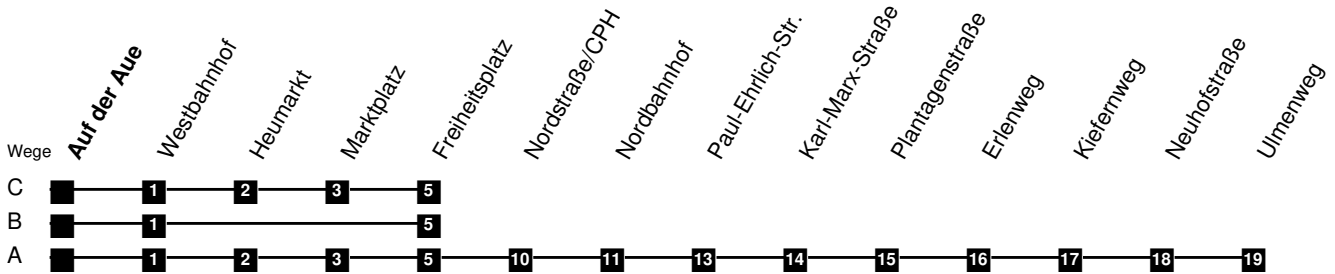 Auf der Aue
Westbahnhof
Heumarkt
Marktplatz
Freiheitsplatz
Nordstraße/CPH
Nordbahnhof
Paul-Ehrlich-Str.
Karl-Marx-Straße
Plantagenstraße
Erlenweg
Kiefernweg
Neuhofstraße
Ulmenweg
Wege
C 1 2 3 5
B 1 5
A 1 2 3 5 10 11 13 14 15 16 17 18 19